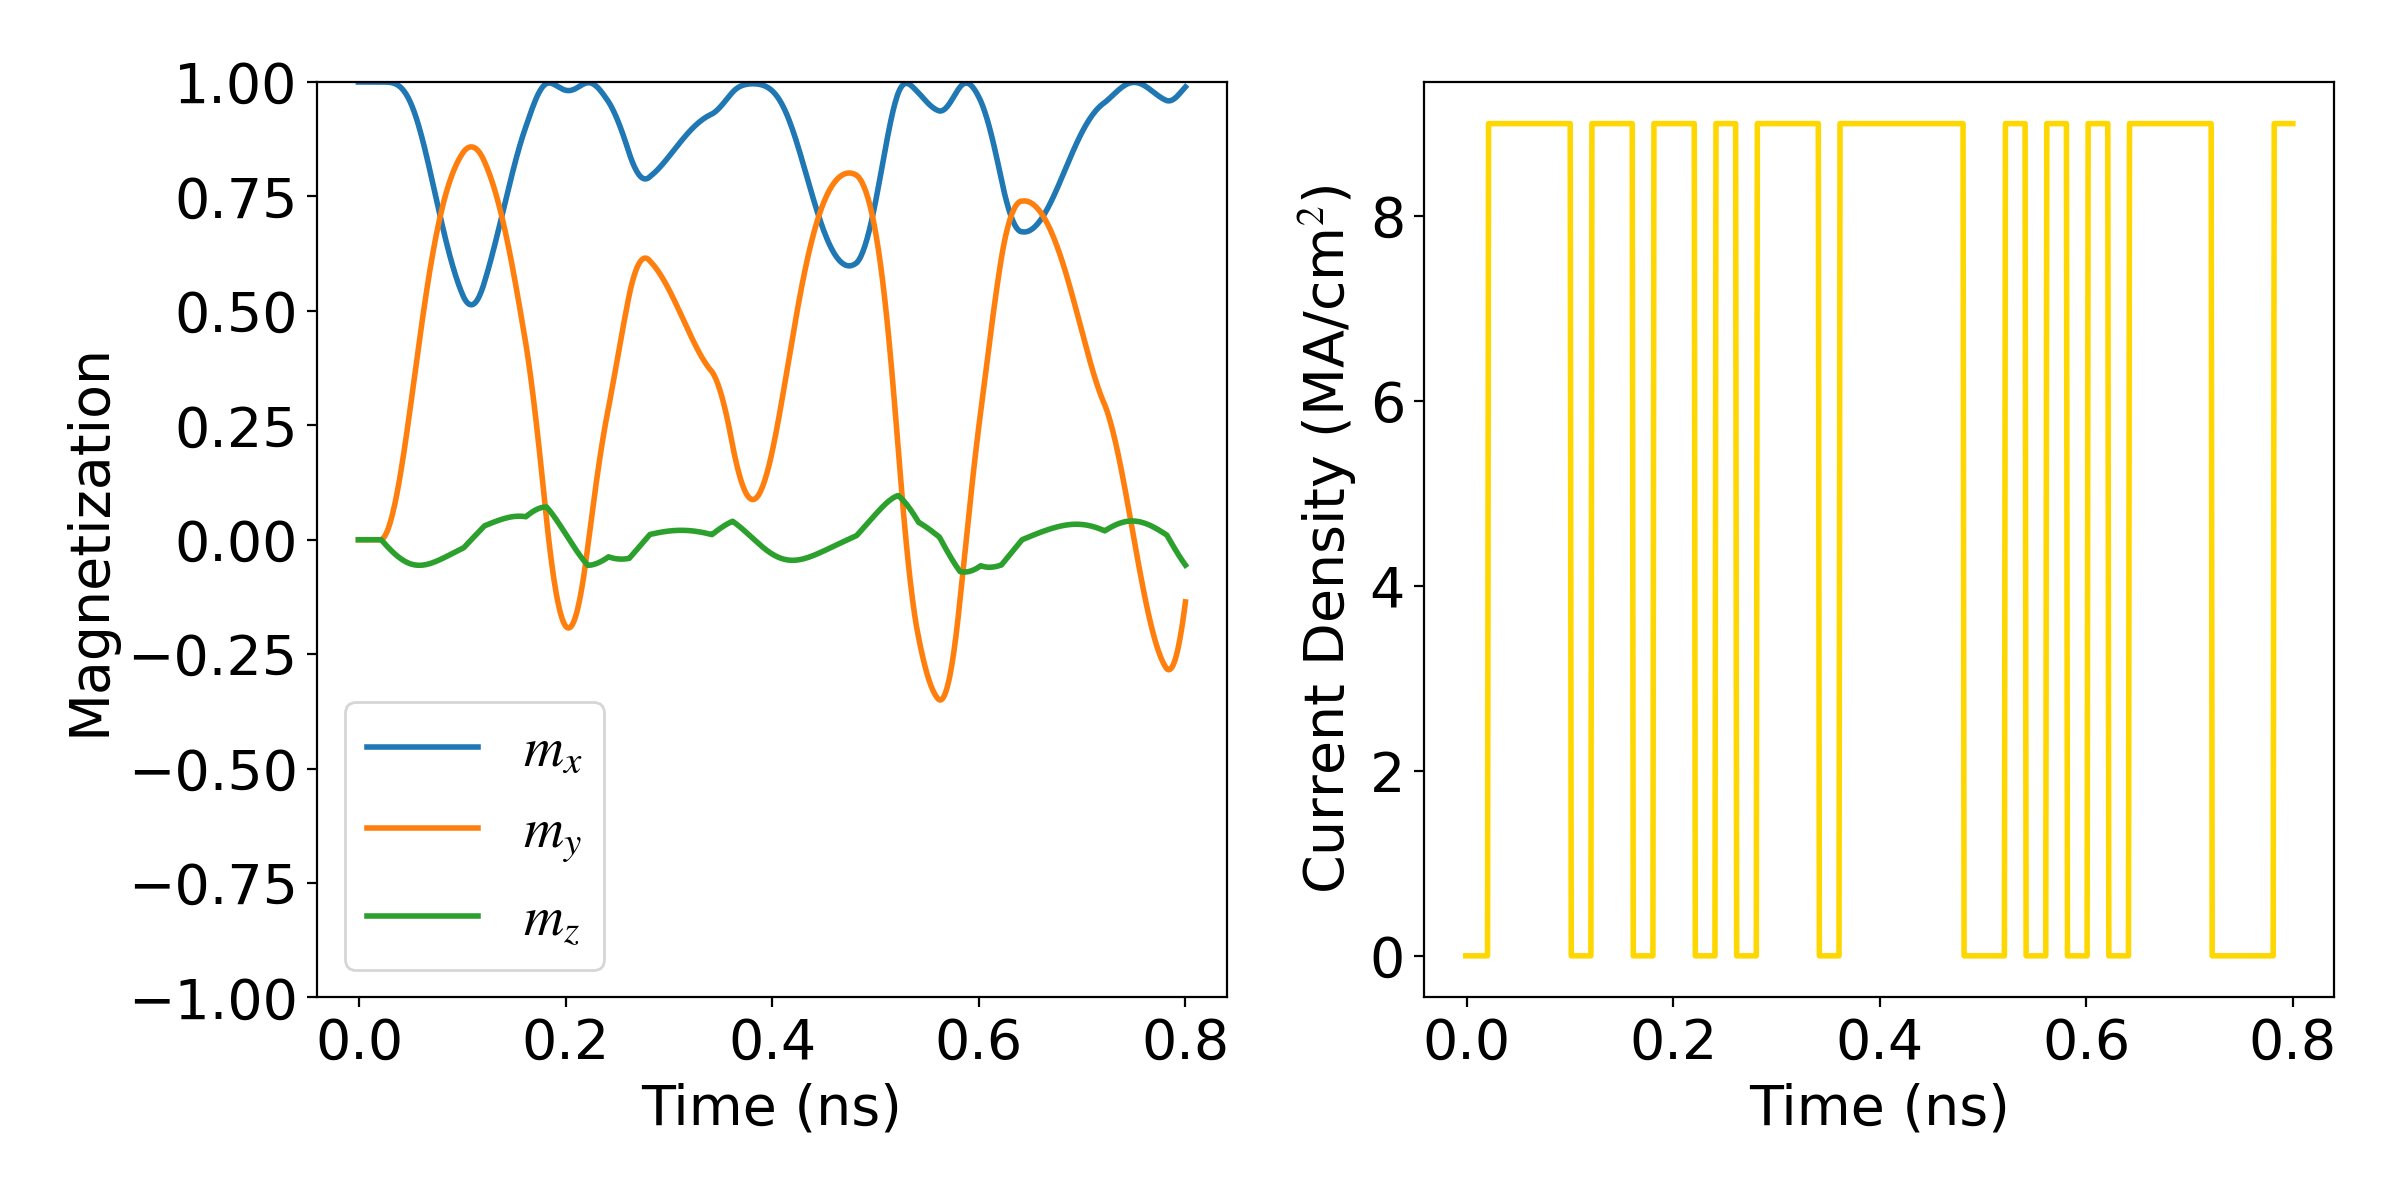 1.00
0.75
0.50
0.25
0.00
−0.25
−0.50
−0.75
−1.00
Magnetization
m_x
m_y
m_z
0.0 0.2 0.4 0.6 0.8
Time (ns)
8
6
4
2
0
Current Density (MA/cm²)
0.0 0.2 0.4 0.6 0.8
Time (ns)